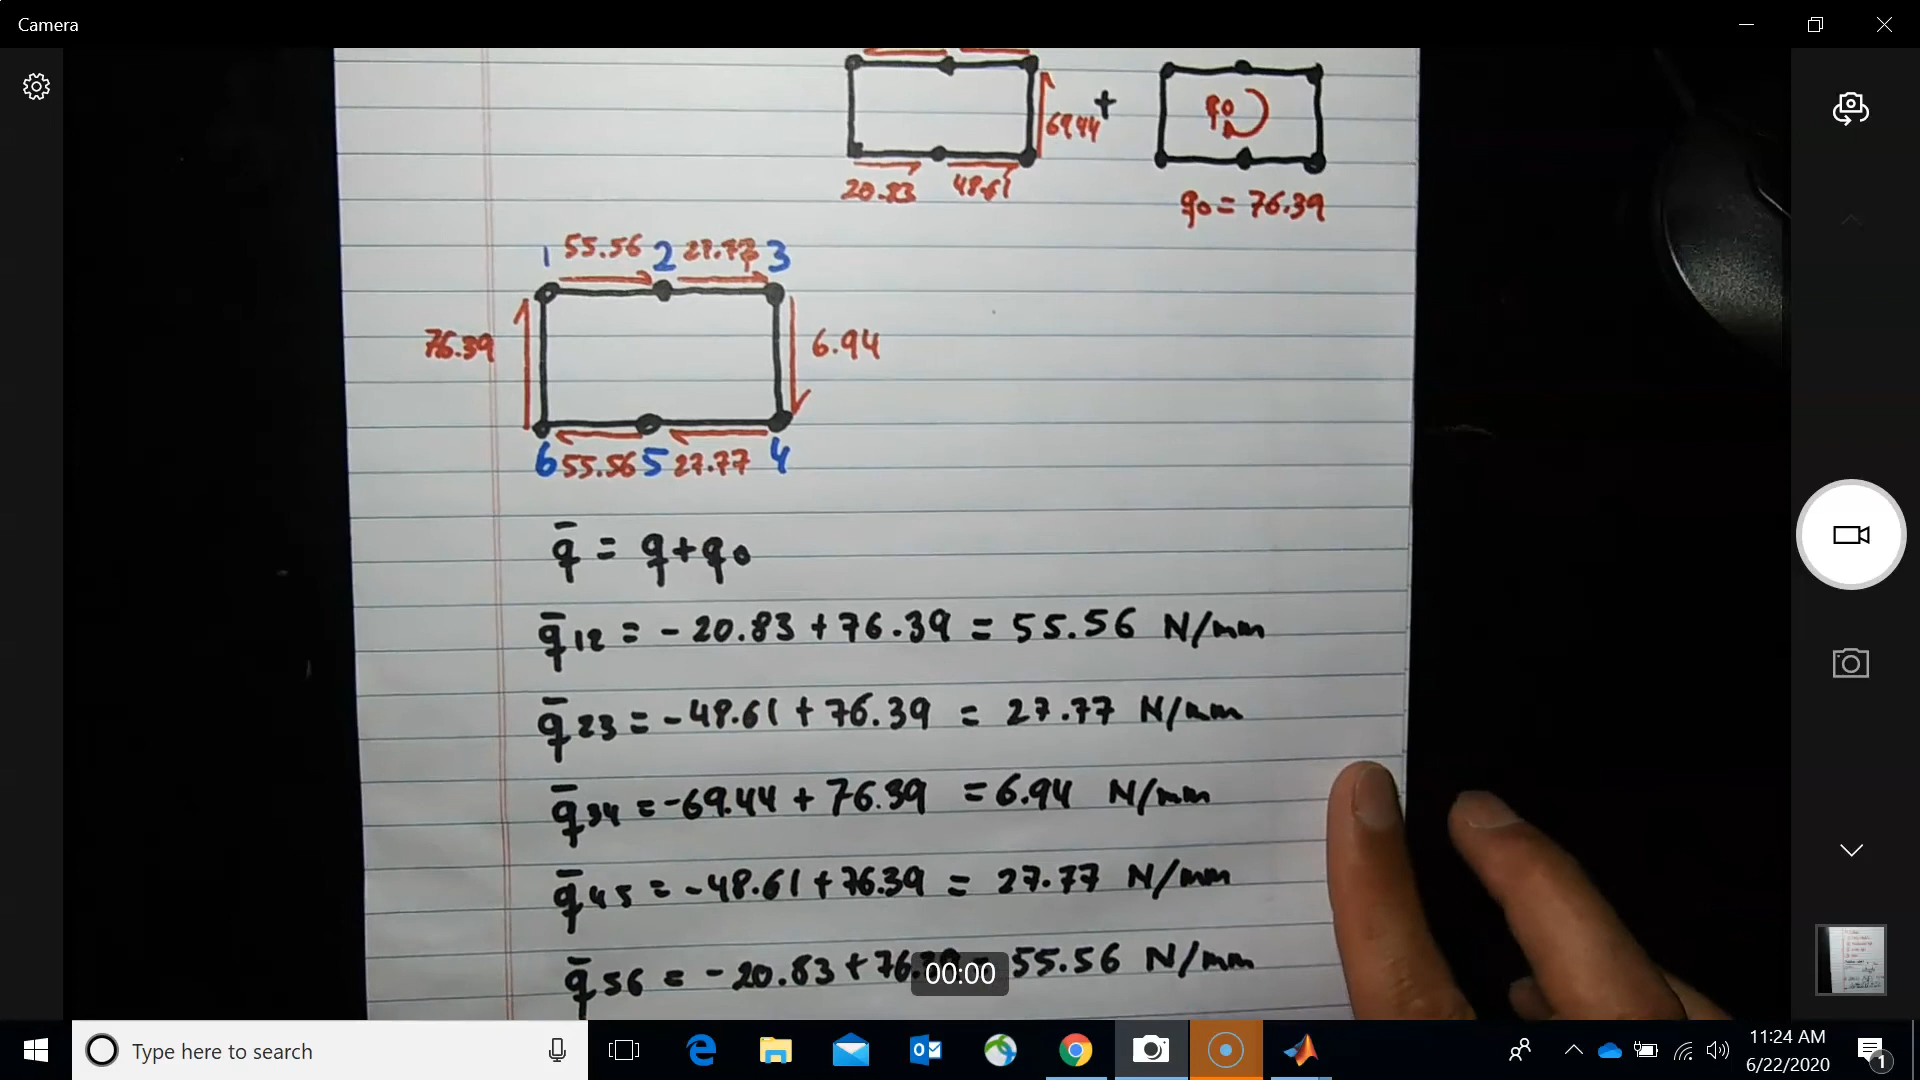 Camera
69.44
+
q0
20.83 48.61
q0 = 76.39
1 55.56 2 27.77 3
76.39
6.94
6 55.56 5 27.77 4
q̄ = q + q0
q̄12 = - 20.83 + 76.39 = 55.56 N/mm
q̄23 = - 48.61 + 76.39 = 27.77 N/mm
q̄34 = - 69.44 + 76.39 = 6.94 N/mm
q̄45 = - 48.61 + 76.39 = 27.77 N/mm
q̄56 = - 20.83 + 76. 55.56 N/mm
00:00
Type here to search
11:24 AM
6/22/2020
1